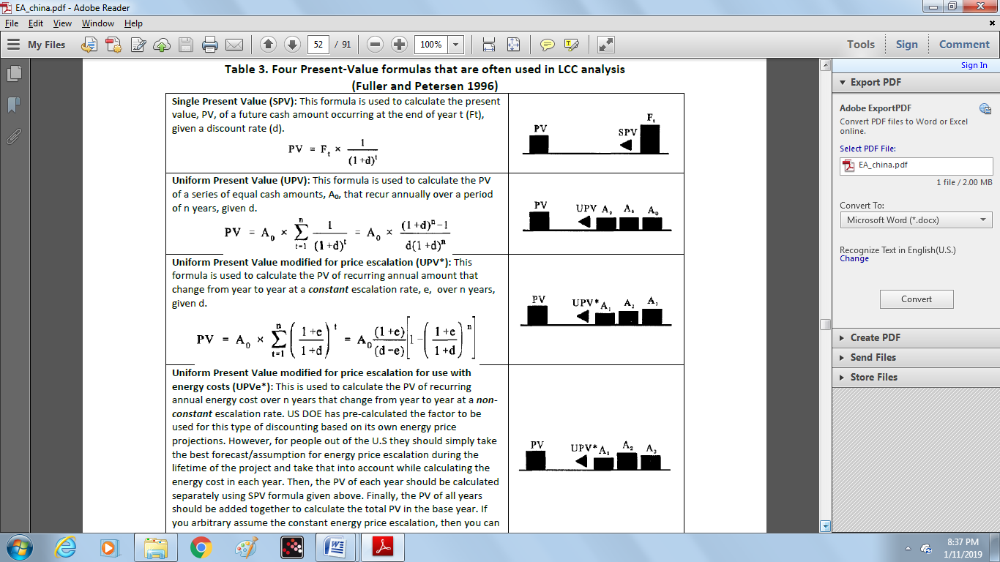 EA_china.pdf - Adobe Reader
File Edit View Window Help
My Files 52 / 91 100% Tools Sign Comment
Sign In
Export PDF
Adobe ExportPDF
Convert PDF files to Word or Excel
online.
Select PDF File:
EA_china.pdf
1 file / 2.00 MB
Convert To:
Microsoft Word (*.docx)
Recognize Text in English(U.S.)
Change
Convert
Create PDF
Send Files
Store Files
Table 3. Four Present-Value formulas that are often used in LCC analysis
(Fuller and Petersen 1996)
Single Present Value (SPV): This formula is used to calculate the present
value, PV, of a future cash amount occurring at the end of year t (Ft),
given a discount rate (d).
PV = F_t × 1 / (1+d)^t
PV SPV F_t
Uniform Present Value (UPV): This formula is used to calculate the PV
of a series of equal cash amounts, A₀, that recur annually over a period
of n years, given d.
PV = A_0 × n ∑ t=1 1 / (1+d)^t = A_0 × (1+d)^n−1 / d(1+d)^n
PV UPV A_0 A_0 A_0
Uniform Present Value modified for price escalation (UPV*): This
formula is used to calculate the PV of recurring annual amount that
change from year to year at a constant escalation rate, e, over n years,
given d.
PV = A_0 × n ∑ t=1 (1+e / 1+d)^t = A_0 (1+e) / (d−e) [1−(1+e / 1+d)^n]
PV UPV* A_1 A_2 A_3
Uniform Present Value modified for price escalation for use with
energy costs (UPVe*): This is used to calculate the PV of recurring
annual energy cost over n years that change from year to year at a non-
constant escalation rate. US DOE has pre-calculated the factor to be
used for this type of discounting based on its own energy price
projections. However, for people out of the U.S they should simply take
the best forecast/assumption for energy price escalation during the
lifetime of the project and take that into account while calculating the
energy cost in each year. Then, the PV of each year should be calculated
separately using SPV formula given above. Finally, the PV of all years
should be added together to calculate the total PV in the base year. If
you arbitrary assume the constant energy price escalation, then you can
PV UPV* A_1 A_2 A_3
8:37 PM
1/11/2019